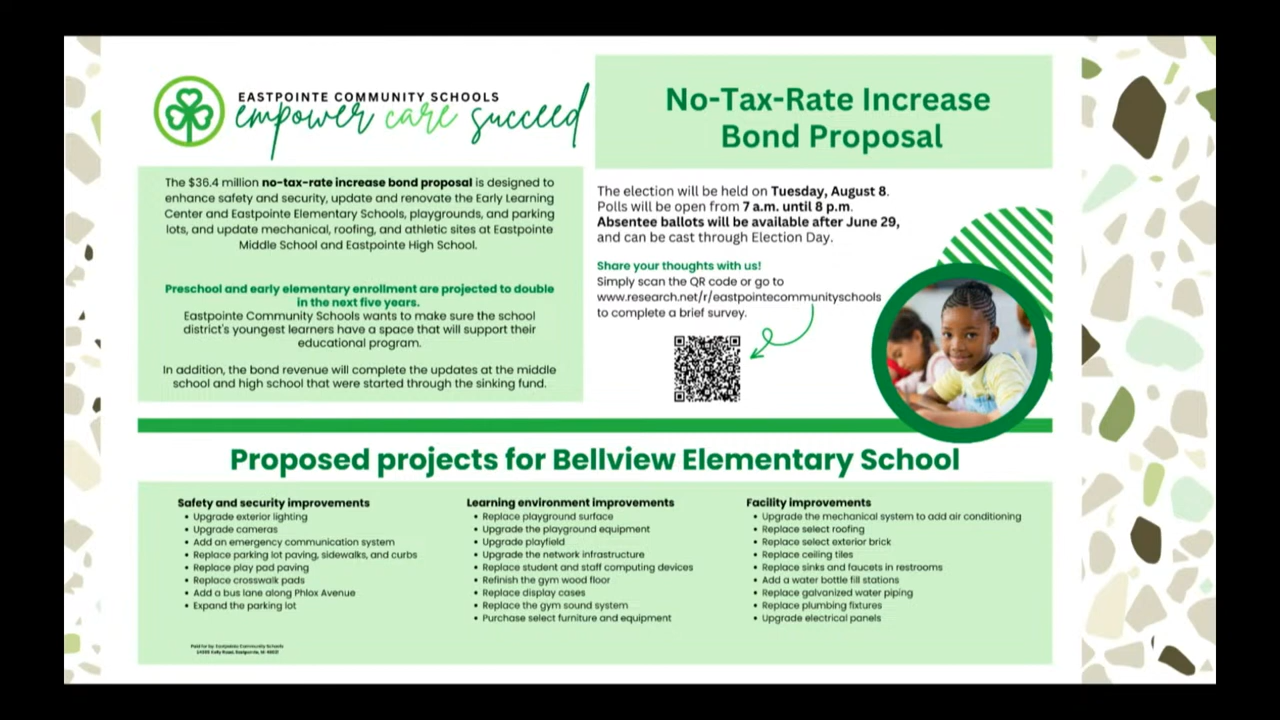 EASTPOINTE COMMUNITY SCHOOLS
empower care succeed
No-Tax-Rate Increase
Bond Proposal
The $36.4 million no-tax-rate increase bond proposal is designed to
enhance safety and security, update and renovate the Early Learning
Center and Eastpointe Elementary Schools, playgrounds, and parking
lots, and update mechanical, roofing, and athletic sites at Eastpointe
Middle School and Eastpointe High School.
Preschool and early elementary enrollment are projected to double
in the next five years.
Eastpointe Community Schools wants to make sure the school
district's youngest learners have a space that will support their
educational program.
In addition, the bond revenue will complete the updates at the middle
school and high school that were started through the sinking fund.
The election will be held on Tuesday, August 8.
Polls will be open from 7 a.m. until 8 p.m.
Absentee ballots will be available after June 29,
and can be cast through Election Day.
Share your thoughts with us!
Simply scan the QR code or go to
www.research.net/r/eastpointecommunityschools
to complete a brief survey.
Proposed projects for Bellview Elementary School
Safety and security improvements
• Upgrade exterior lighting
• Upgrade cameras
• Add an emergency communication system
• Replace parking lot paving, sidewalks, and curbs
• Replace play pad paving
• Replace crosswalk pads
• Add a bus lane along Phlox Avenue
• Expand the parking lot
Learning environment improvements
• Replace playground surface
• Upgrade the playground equipment
• Upgrade playfield
• Upgrade the network infrastructure
• Replace student and staff computing devices
• Refinish the gym wood floor
• Replace display cases
• Replace the gym sound system
• Purchase select furniture and equipment
Facility improvements
• Upgrade the mechanical system to add air conditioning
• Replace select roofing
• Replace select exterior brick
• Replace ceiling tiles
• Replace sinks and faucets in restrooms
• Add a water bottle fill stations
• Replace galvanized water piping
• Replace plumbing fixtures
• Upgrade electrical panels
Paid for by: Eastpointe Community Schools
Kelly Road, Eastpointe, MI